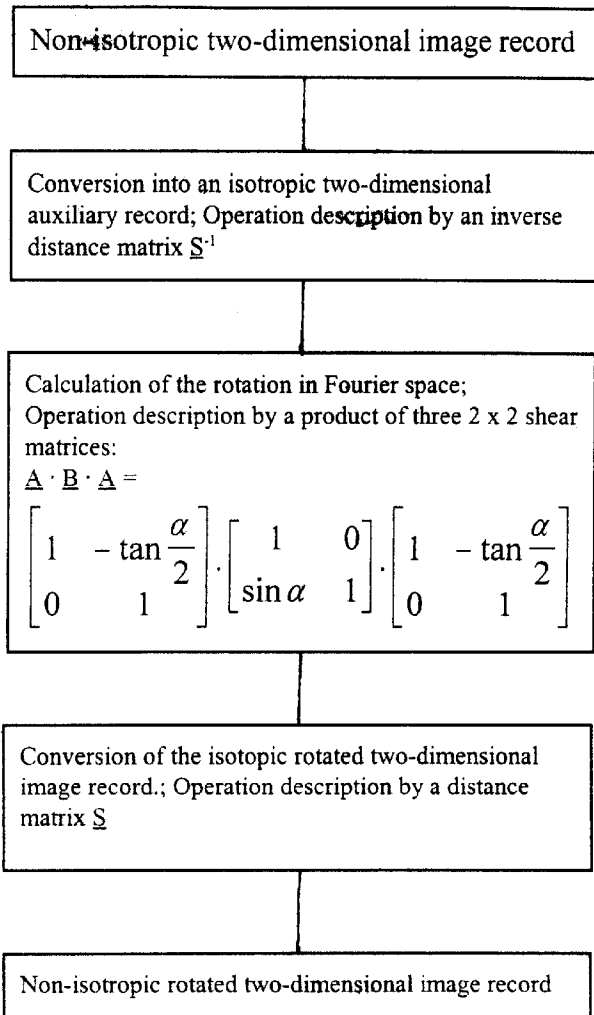 Non-isotropic two-dimensional image record
Conversion into an isotropic two-dimensional
auxiliary record; Operation description by an inverse
distance matrix S⁻¹
Calculation of the rotation in Fourier space;
Operation description by a product of three 2 x 2 shear
matrices:
A · B · A =
[1 − tan α/2; 0 1] · [1 0; sin α 1] · [1 − tan α/2; 0 1]
Conversion of the isotopic rotated two-dimensional
image record.; Operation description by a distance
matrix S
Non-isotropic rotated two-dimensional image record